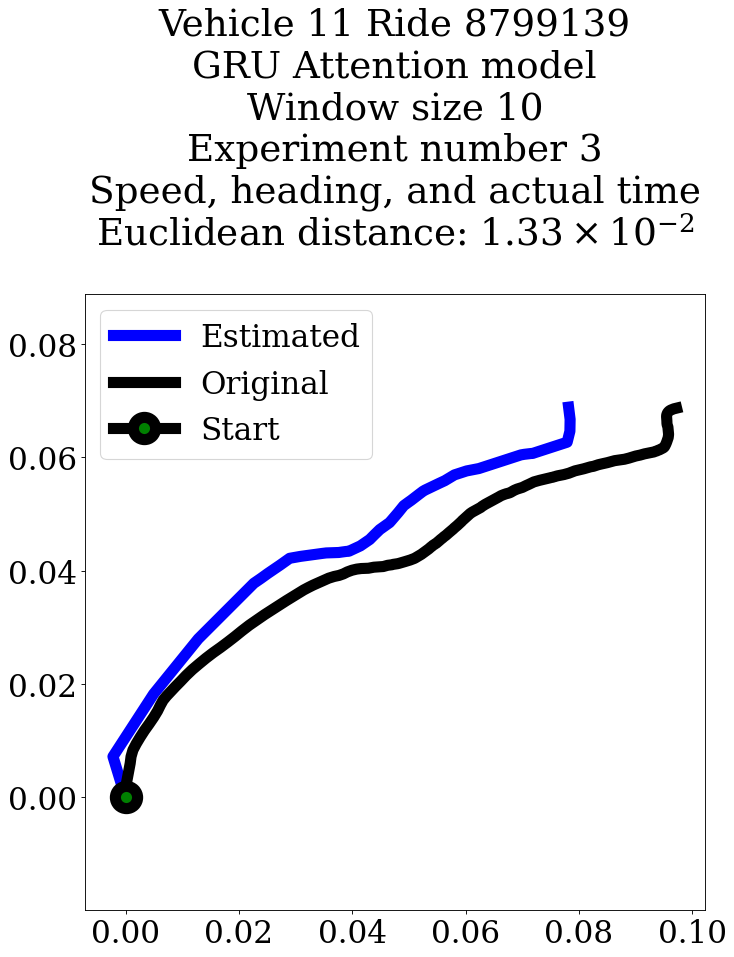 Vehicle 11 Ride 8799139
GRU Attention model
Window size 10
Experiment number 3
Speed, heading, and actual time
Euclidean distance: 1.33 × 10⁻²
Estimated
Original
Start
0.08
0.06
0.04
0.02
0.00
0.00 0.02 0.04 0.06 0.08 0.10